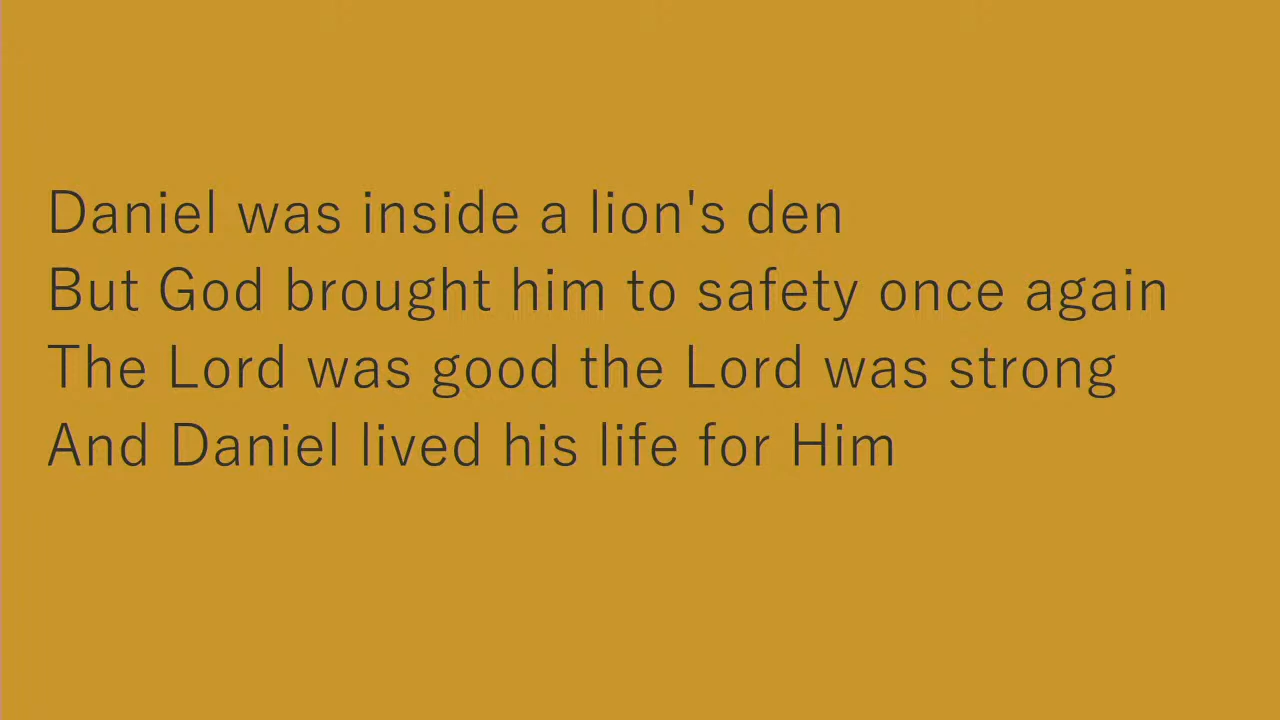 Daniel was inside a lion's den
But God brought him to safety once again
The Lord was good the Lord was strong
And Daniel lived his life for Him